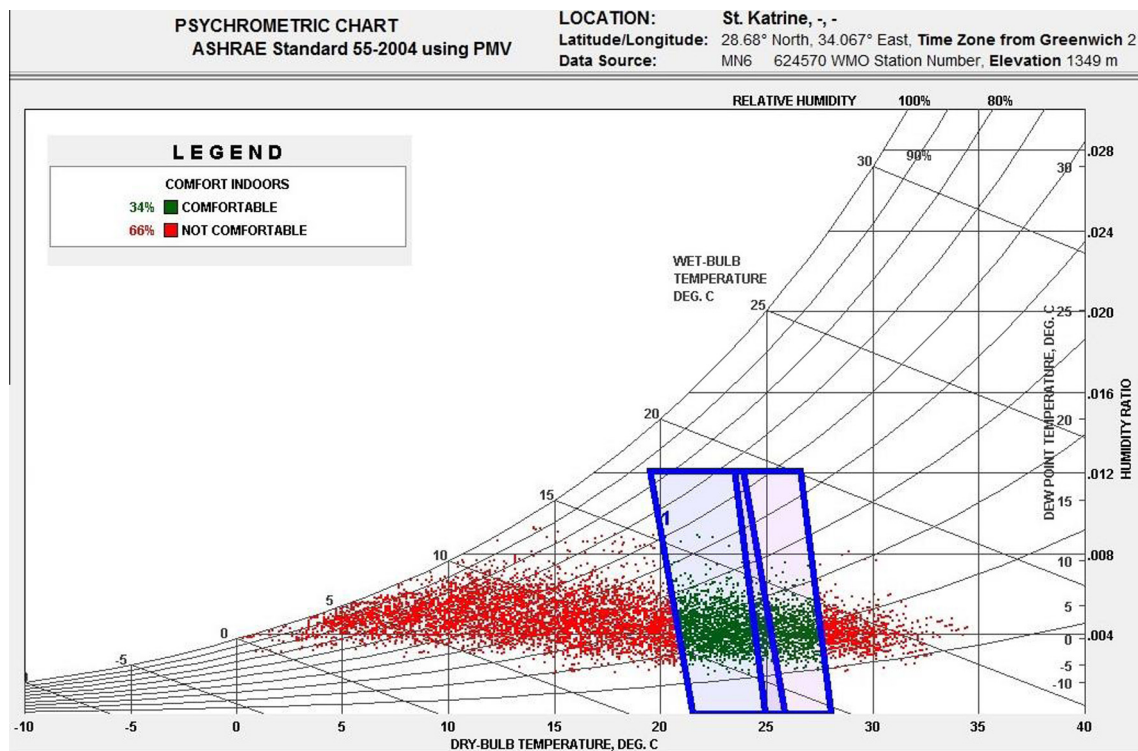 PSYCHROMETRIC CHART
ASHRAE Standard 55-2004 using PMV
LOCATION: St. Katrine, -, -
Latitude/Longitude: 28.68° North, 34.067° East, Time Zone from Greenwich 2
Data Source: MN6 624570 WMO Station Number, Elevation 1349 m
RELATIVE HUMIDITY 100% 80%
90%
LEGEND
COMFORT INDOORS
34% COMFORTABLE
66% NOT COMFORTABLE
WET-BULB
TEMPERATURE
DEG. C
30
25
20
15
10
5
0
-5
1
30
25
20
15
10
5
0
-5
-10
DEW POINT TEMPERATURE, DEG. C
.028
.024
.020
.016
.012
.008
.004
HUMIDITY RATIO
-10 -5 0 5 10 15 20 25 30 35 40
DRY-BULB TEMPERATURE, DEG. C